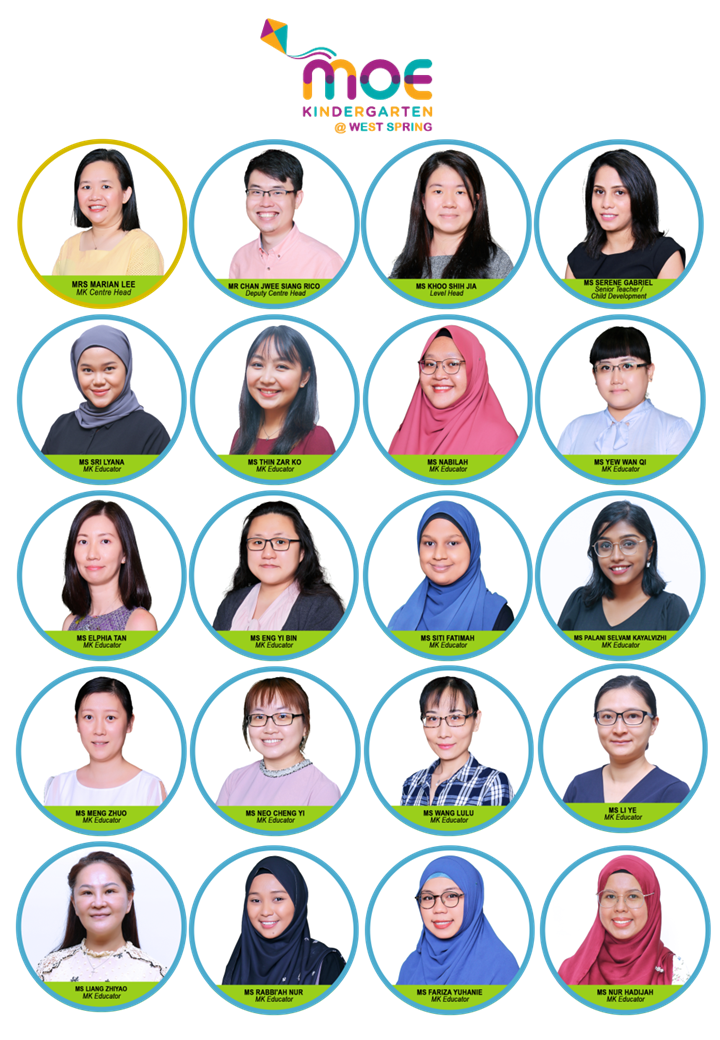 MOE
KINDERGARTEN
@ WEST SPRING
MRS MARIAN LEE
MK Centre Head
MR CHAN JWEE SIANG RICO
Deputy Centre Head
MS KHOO SHIH JIA
Level Head
MS SERENE GABRIEL
Senior Teacher /
Child Development
MS SRI LYANA
MK Educator
MS THIN ZAR KO
MK Educator
MS NABILAH
MK Educator
MS YEW WAN QI
MK Educator
MS ELPHIA TAN
MK Educator
MS ENG YI BIN
MK Educator
MS SITI FATIMAH
MK Educator
MS PALANI SELVAM KAYALVIZHI
MK Educator
MS MENG ZHUO
MK Educator
MS NEO CHENG YI
MK Educator
MS WANG LULU
MK Educator
MS LI YE
MK Educator
MS LIANG ZHIYAO
MK Educator
MS RABBI'AH NUR
MK Educator
MS FARIZA YUHANIE
MK Educator
MS NUR HADIJAH
MK Educator